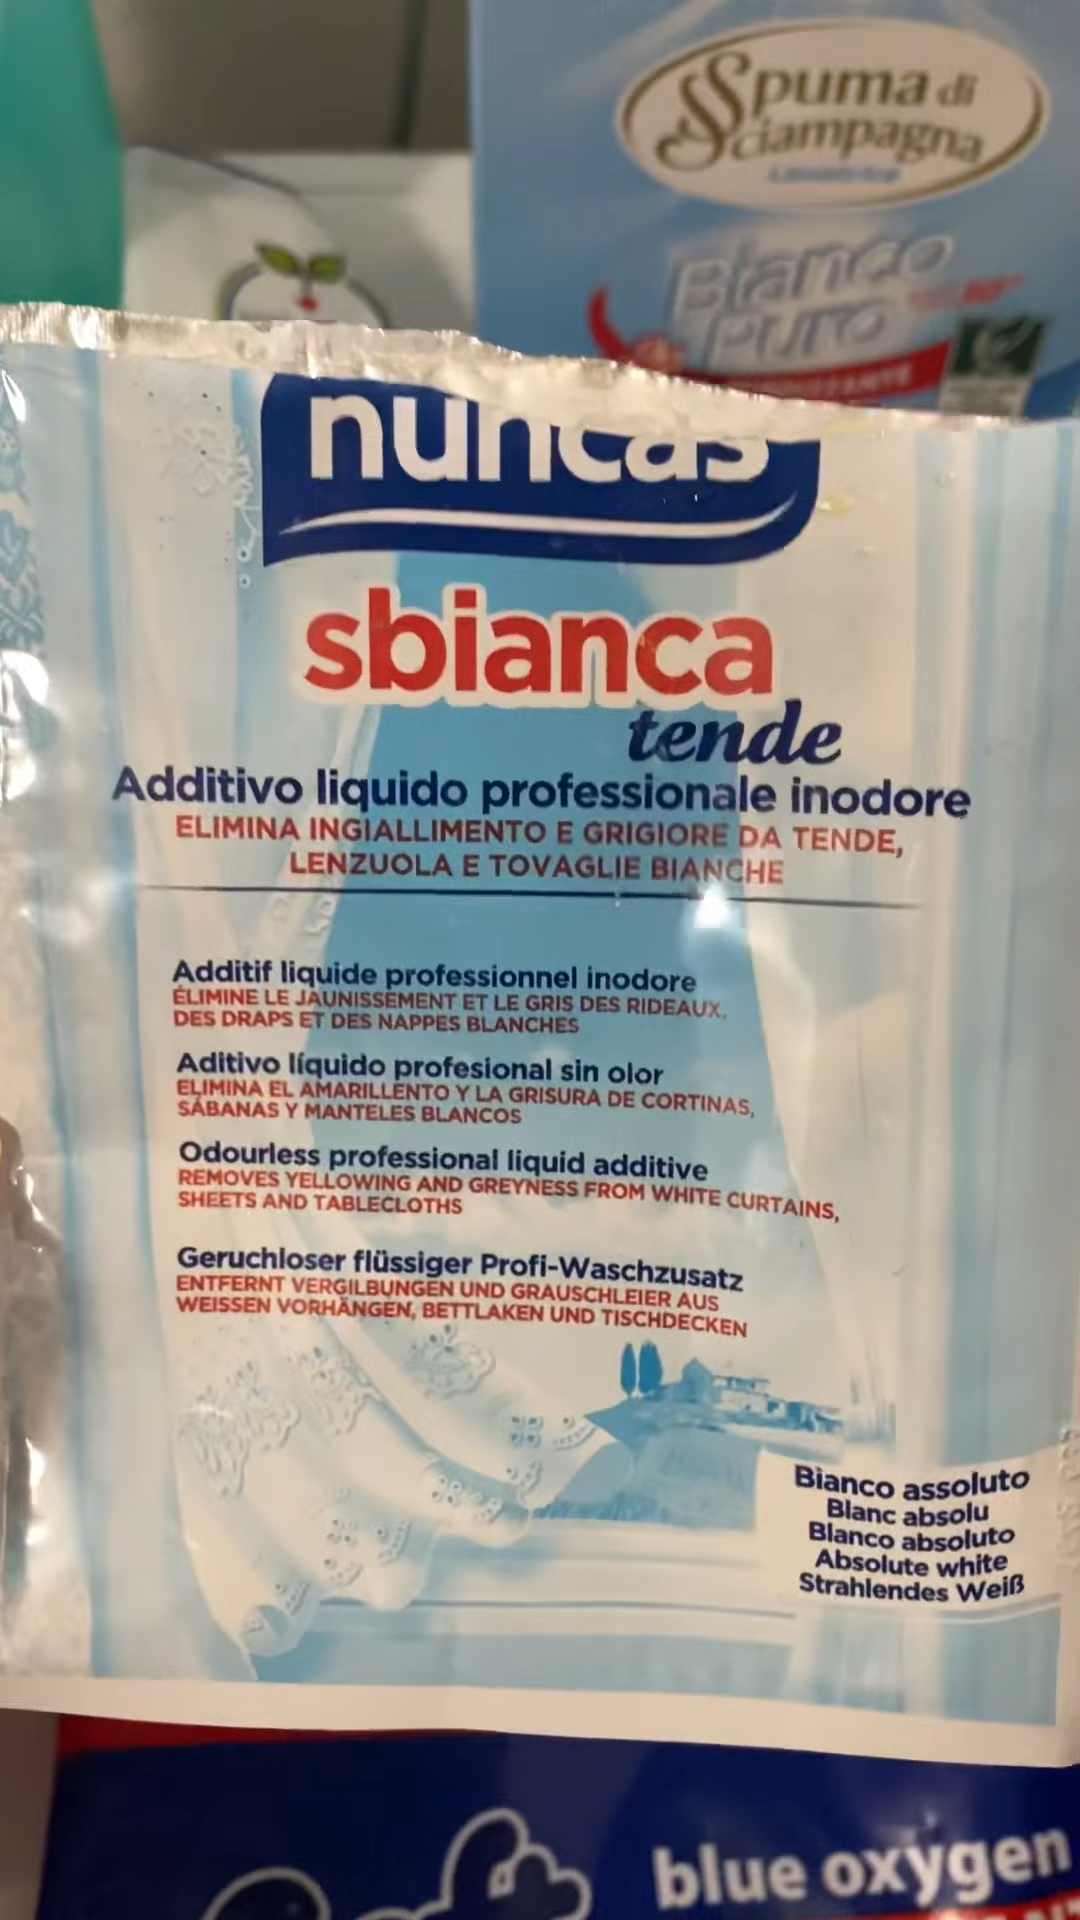 Spuma di
Sciampagna
Lavatrice
Bianco
Puro
nuncas
sbianca
tende
Additivo liquido professionale inodore
ELIMINA INGIALLIMENTO E GRIGIORE DA TENDE,
LENZUOLA E TOVAGLIE BIANCHE
Additif liquide professionnel inodore
ÉLIMINE LE JAUNISSEMENT ET LE GRIS DES RIDEAUX,
DES DRAPS ET DES NAPPES BLANCHES
Aditivo líquido profesional sin olor
ELIMINA EL AMARILLENTO Y LA GRISURA DE CORTINAS,
SÁBANAS Y MANTELES BLANCOS
Odourless professional liquid additive
REMOVES YELLOWING AND GREYNESS FROM WHITE CURTAINS,
SHEETS AND TABLECLOTHS
Geruchloser flüssiger Profi-Waschzusatz
ENTFERNT VERGILBUNGEN UND GRAUSCHLEIER AUS
WEISSEN VORHÄNGEN, BETTLAKEN UND TISCHDECKEN
Bianco assoluto
Blanc absolu
Blanco absoluto
Absolute white
Strahlendes Weiß
blue oxygen